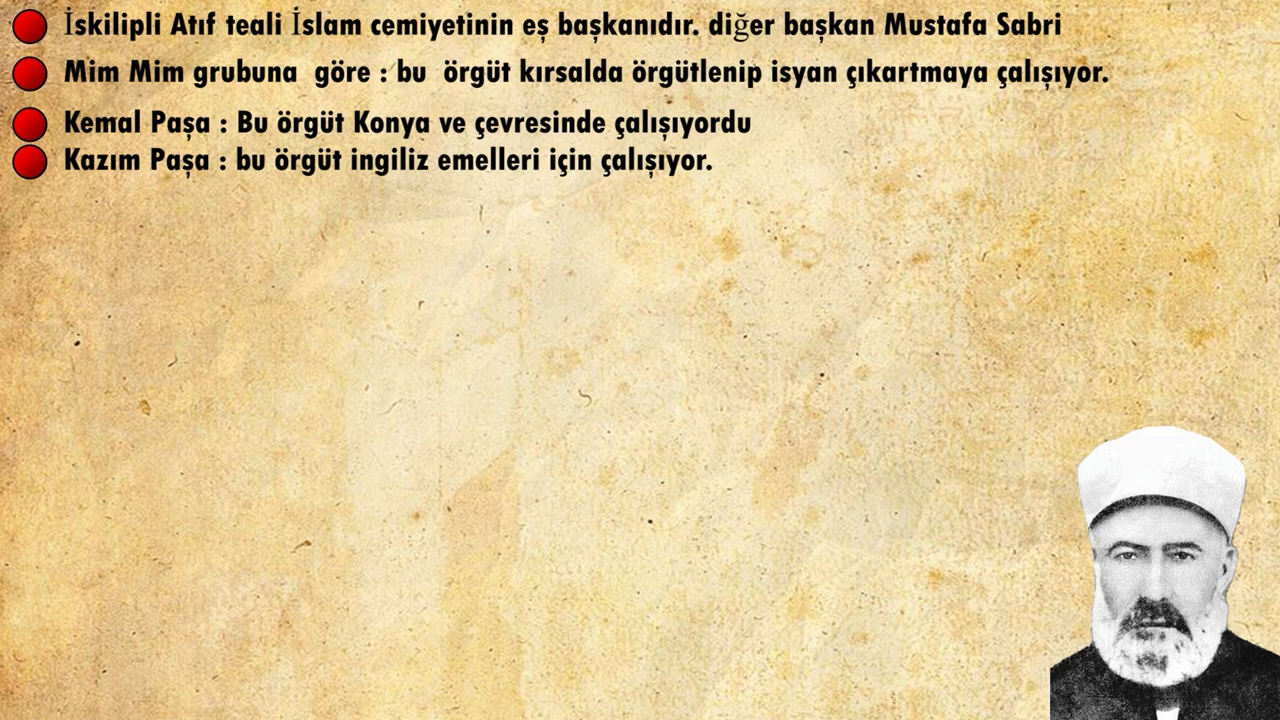 İskilipli Atıf teali İslam cemiyetinin eş başkanıdır. diğer başkan Mustafa Sabri
Mim Mim grubuna göre : bu örgüt kırsalda örgütlenip isyan çıkartmaya çalışıyor.
Kemal Paşa : Bu örgüt Konya ve çevresinde çalışıyordu
Kazım Paşa : bu örgüt ingiliz emelleri için çalışıyor.